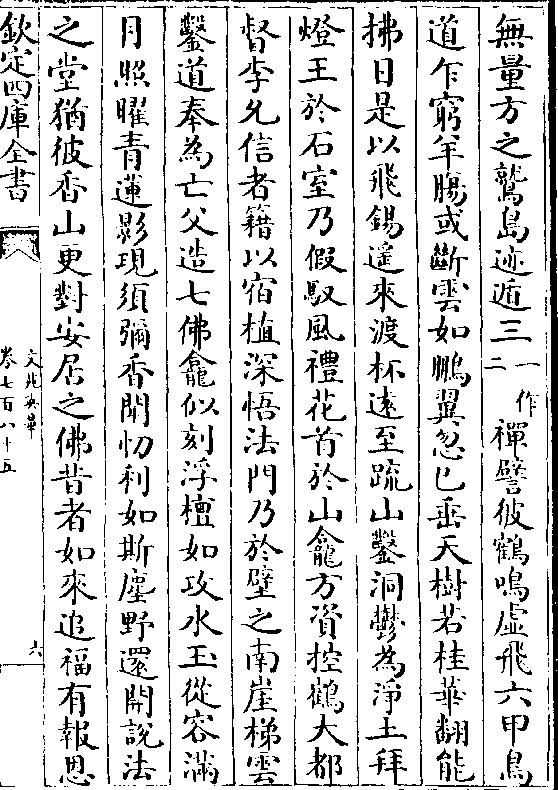 無量方之鷲島迹遁三一作二禪譬彼鶴鳴虛飛六甲鳥
道乍窮羊腸或斷雲如鵬翼忽已垂天樹若桂華翻能
拂日是以飛錫遥來渡杯遠至疏山鑿洞鬱為淨土拜
燈王於石室乃假馭風禮花首於山龕方資控鶴大都
督李允信者籍以宿植深悟法門乃於壁之南崖梯雲
鑿道奉為亡父造七佛龕似刻浮檀如攻水玉從容滿
月照曜青蓮影現須彌香聞忉利如斯塵野還開說法
之堂猶彼香山更對安居之佛昔者如來追福有報恩
欽定四庫全書
文苑英華
卷七百八十五
六